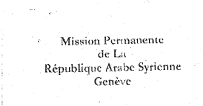 Mission Permanente
de La
République Arabe Syrienne
Genève